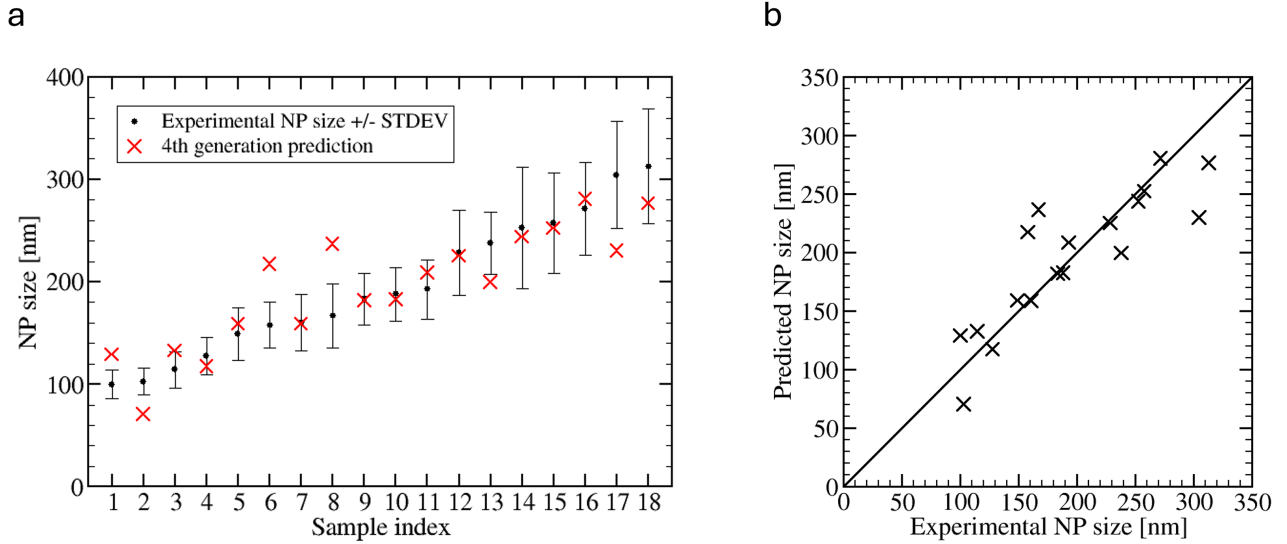 a
b
400
300
200
100
0
NP size [nm]
Experimental NP size +/- STDEV
4th generation prediction
1 2 3 4 5 6 7 8 9 10 11 12 13 14 15 16 17 18
Sample index
350
300
250
200
150
100
50
0
Predicted NP size [nm]
0 50 100 150 200 250 300 350
Experimental NP size [nm]